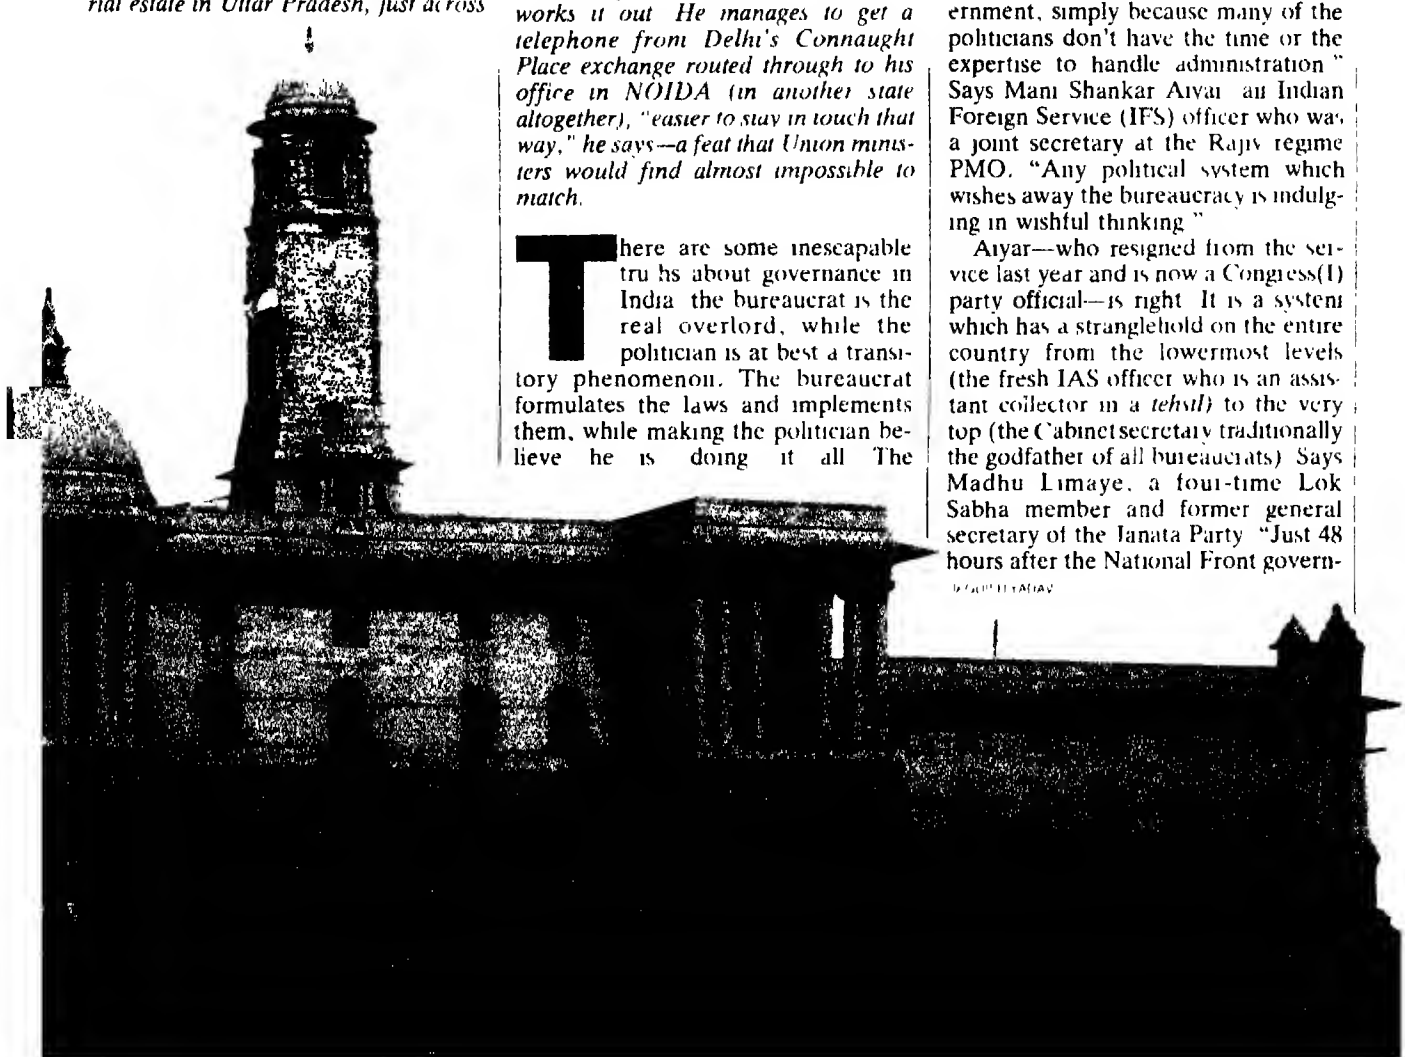 rial estate in Uttar Pradesh, just across
works it out He manages to get a
telephone from Delhi's Connaught
Place exchange routed through to his
office in NOIDA (in another state
altogether), "easier to stay in touch that
way," he says—a feat that Union minis-
ters would find almost impossible to
match.
There are some inescapable
tru hs about governance in
India the bureaucrat is the
real overlord, while the
politician is at best a transi-
tory phenomenon. The bureaucrat
formulates the laws and implements
them, while making the politician be-
lieve he is doing it all The
ernment, simply because many of the
politicians don't have the time or the
expertise to handle administration "
Says Mani Shankar Aiyar an Indian
Foreign Service (IFS) officer who was
a joint secretary at the Rajiv regime
PMO. "Any political system which
wishes away the bureaucracy is indulg-
ing in wishful thinking "
Aiyar—who resigned from the ser-
vice last year and is now a Congress(I)
party official—is right It is a system
which has a stranglehold on the entire
country from the lowermost levels
(the fresh IAS officer who is an assis-
tant collector in a tehsil) to the very
top (the Cabinet secretary traditionally
the godfather of all bureaucrats) Says
Madhu Limaye, a four-time Lok
Sabha member and former general
secretary of the Janata Party "Just 48
hours after the National Front govern-